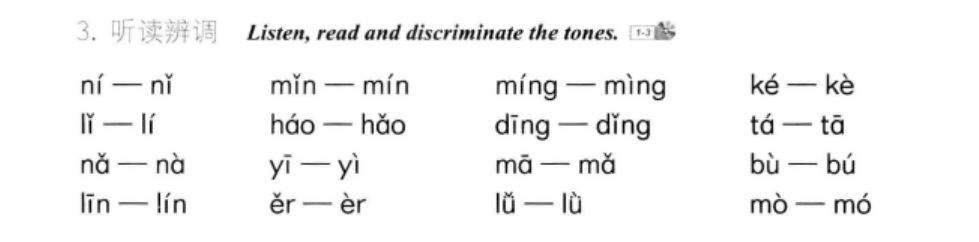 3. 听读辨调 Listen, read and discriminate the tones. 1-3
ní — nǐ mǐn — mín míng — mìng ké — kè
lǐ — lí háo — hǎo dīng — dǐng tá — tā
nǎ — nà yī — yì mā — mǎ bù — bú
līn — lín ěr — èr lǚ — lù mò — mó